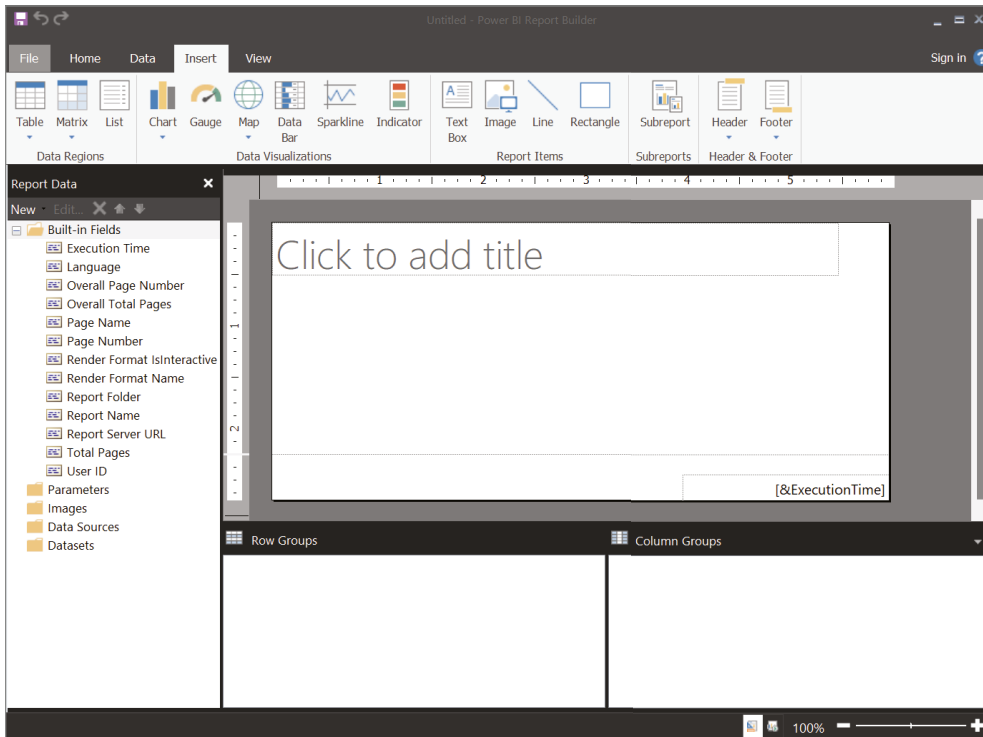 Untitled - Power BI Report Builder
File Home Data Insert View Sign in ?
Table Matrix List Chart Gauge Map Data Bar Sparkline Indicator Text Box Image Line Rectangle Subreport Header Footer
Data Regions Data Visualizations Report Items Subreports Header & Footer
Report Data
1 2 3 4 5
New Edit...
Built-in Fields
Execution Time
Language
Overall Page Number
Overall Total Pages
Page Name
Page Number
Render Format IsInteractive
Render Format Name
Report Folder
Report Name
Report Server URL
Total Pages
User ID
Parameters
Images
Data Sources
Datasets
Click to add title
1
2
[&ExecutionTime]
Row Groups Column Groups
100%